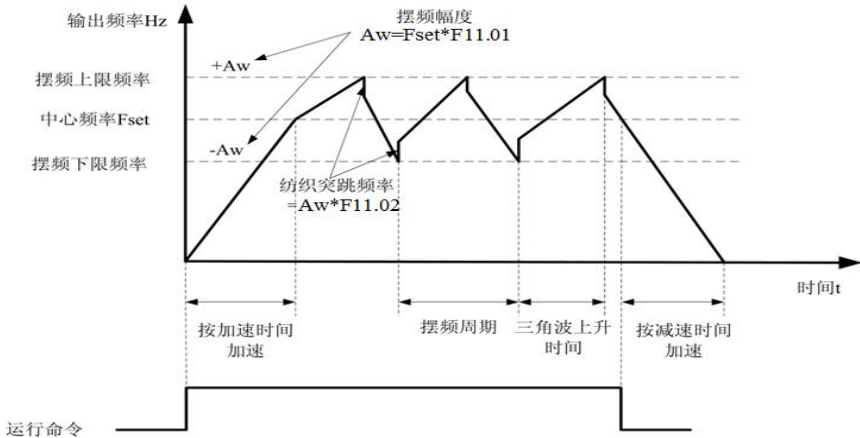 输出频率Hz
摆频幅度
Aw=Fset*F11.01
+Aw
摆频上限频率
中心频率Fset
-Aw
摆频下限频率
纺织突跳频率
=Aw*F11.02
时间t
按加速时间
加速
摆频周期
三角波上升
时间
按减速时间
加速
运行命令